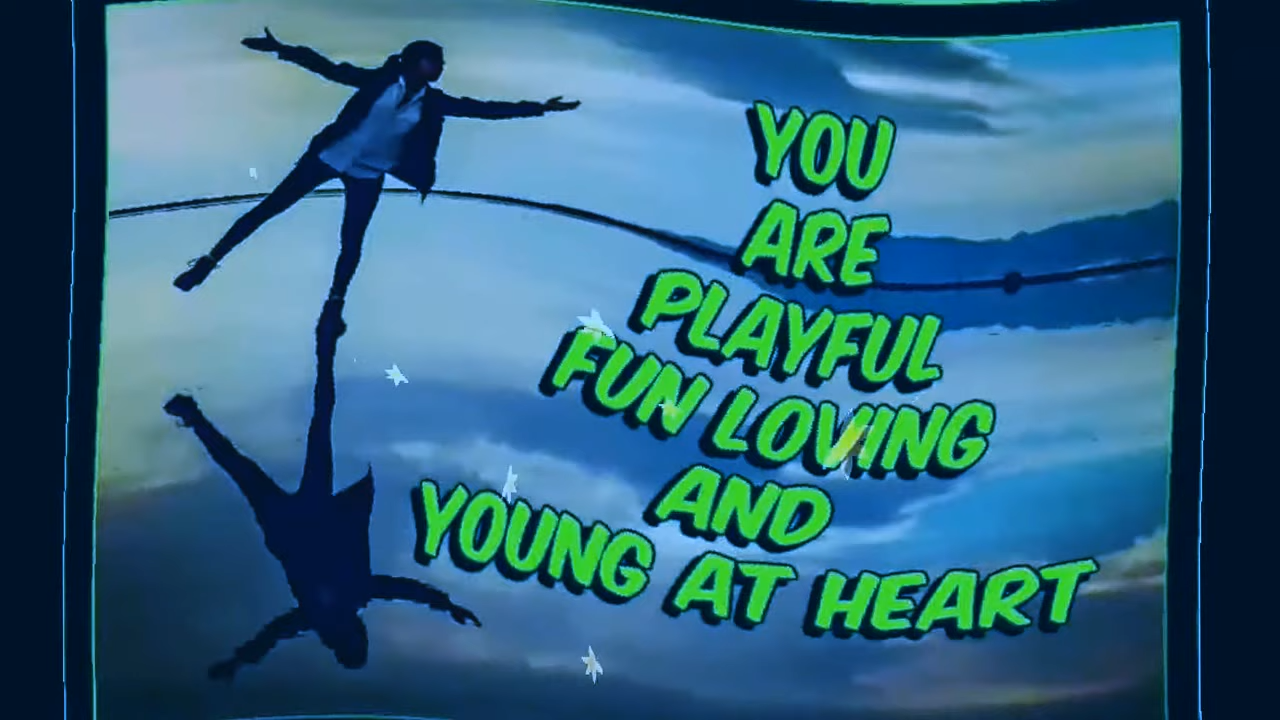 YOU
ARE
PLAYFUL
FUN LOVING
AND
YOUNG AT HEART